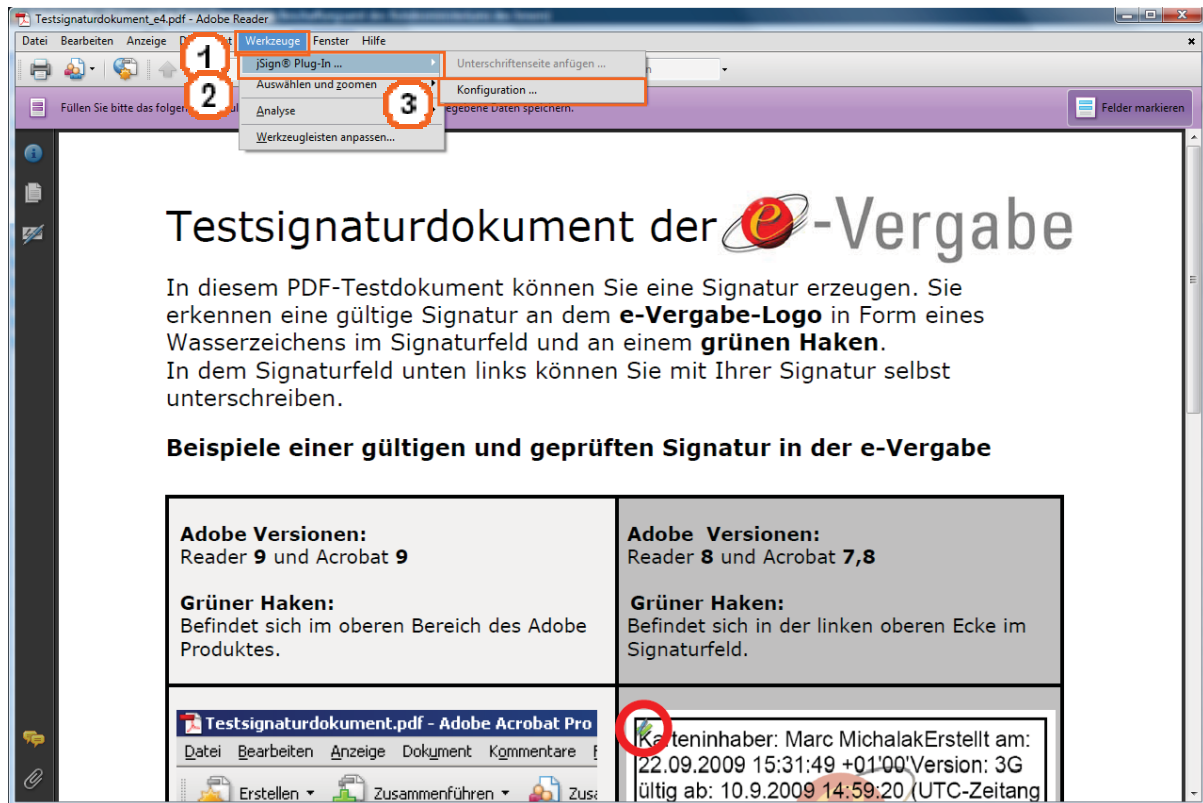 Testsignaturdokument_e4.pdf - Adobe Reader
Datei Bearbeiten Anzeige Werkzeuge Fenster Hilfe
1
jSign® Plug-In ...
Unterschriftenseite anfügen ...
2
Auswählen und zoomen
3
Konfiguration ...
Füllen Sie bitte das
Daten speichern.
Felder markieren
Analyse
Werkzeugleisten anpassen...
Testsignaturdokument der e-Vergabe
In diesem PDF-Testdokument können Sie eine Signatur erzeugen. Sie
erkennen eine gültige Signatur an dem e-Vergabe-Logo in Form eines
Wasserzeichens im Signaturfeld und an einem grünen Haken.
In dem Signaturfeld unten links können Sie mit Ihrer Signatur selbst
unterschreiben.
Beispiele einer gültigen und geprüften Signatur in der e-Vergabe
Adobe Versionen:
Reader 9 und Acrobat 9
Grüner Haken:
Befindet sich im oberen Bereich des Adobe
Produktes.
Adobe Versionen:
Reader 8 und Acrobat 7,8
Grüner Haken:
Befindet sich in der linken oberen Ecke im
Signaturfeld.
Testsignaturdokument.pdf - Adobe Acrobat Pro
Datei Bearbeiten Anzeige Dokument Kommentare
Erstellen Zusammenführen
Karteninhaber: Marc MichalakErstellt am:
22.09.2009 15:31:49 +01'00'Version: 3G
ültig ab: 10.9.2009 14:59:20 (UTC-Zeitang